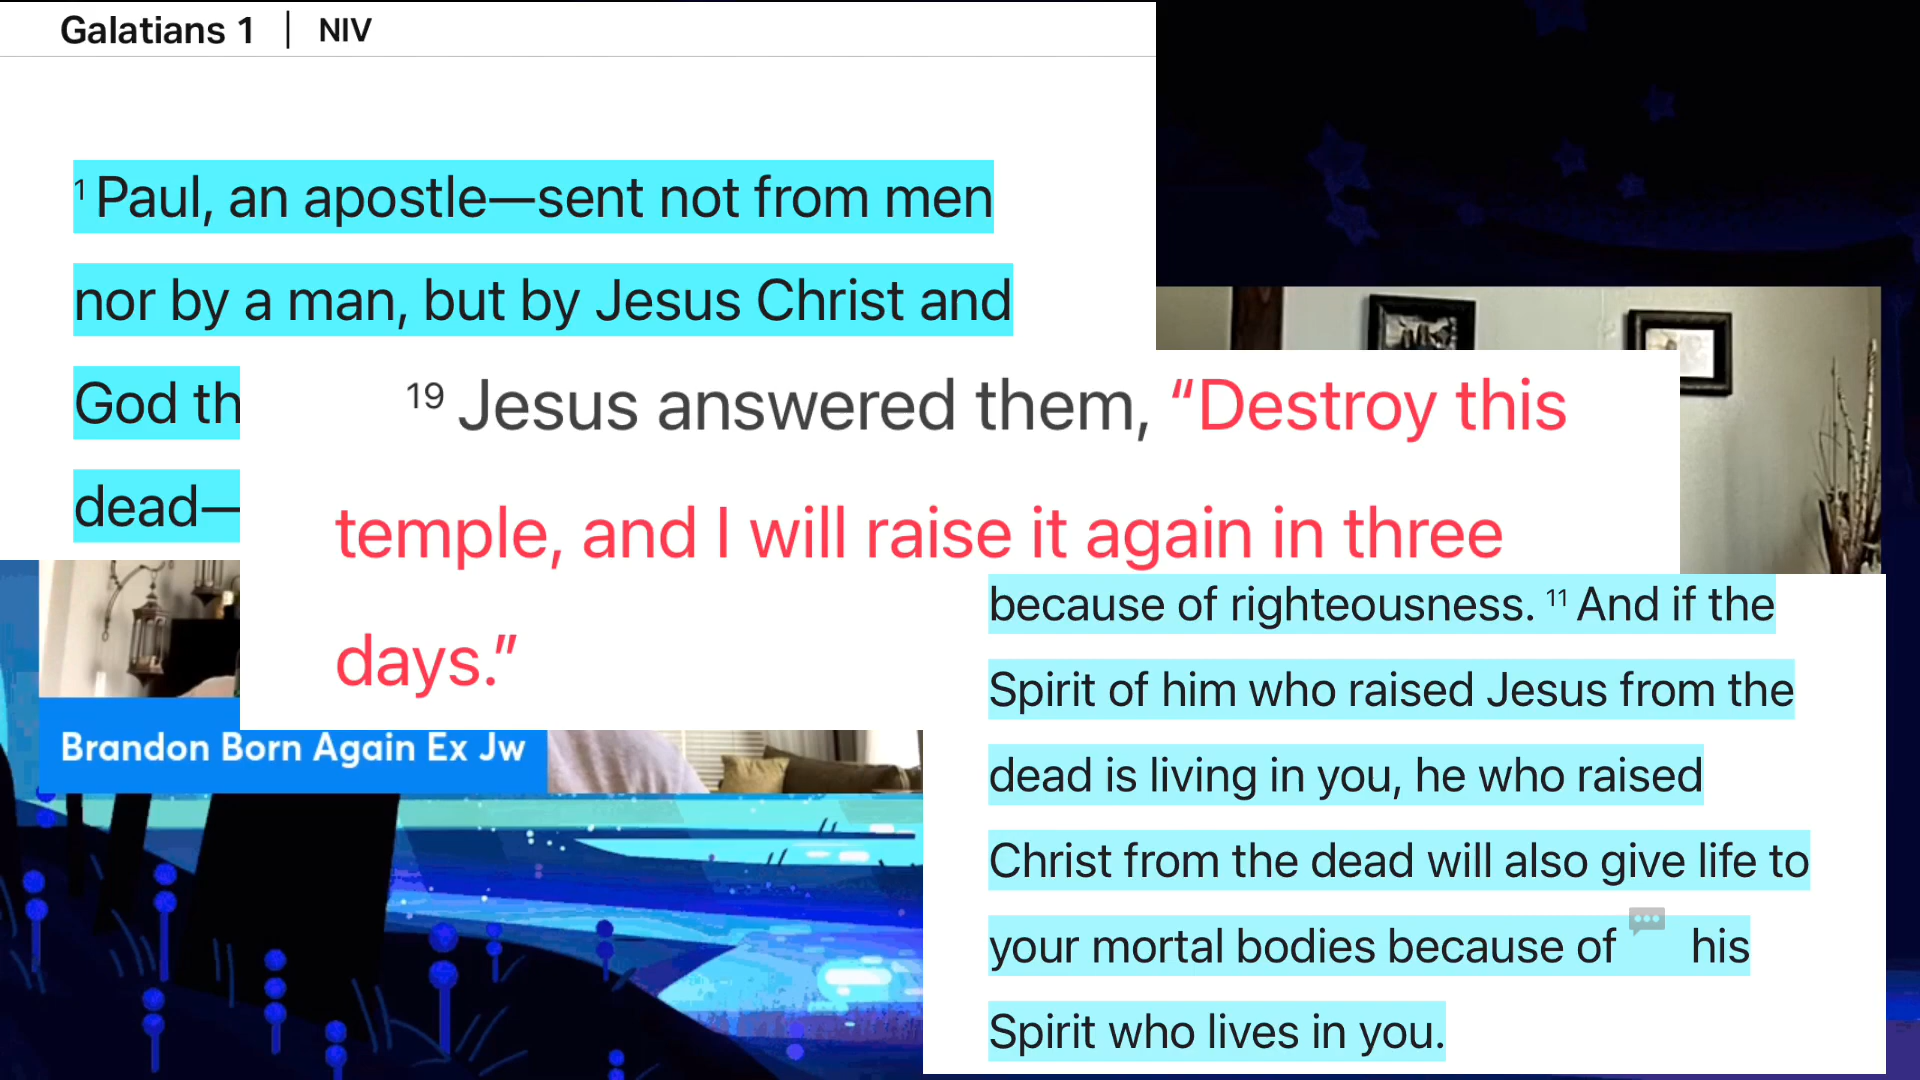 Galatians 1 | NIV
1 Paul, an apostle—sent not from men
nor by a man, but by Jesus Christ and
God th
dead—
19 Jesus answered them, “Destroy this
temple, and I will raise it again in three
days.”
because of righteousness. 11 And if the
Spirit of him who raised Jesus from the
dead is living in you, he who raised
Christ from the dead will also give life to
your mortal bodies because of his
Spirit who lives in you.
Brandon Born Again Ex Jw